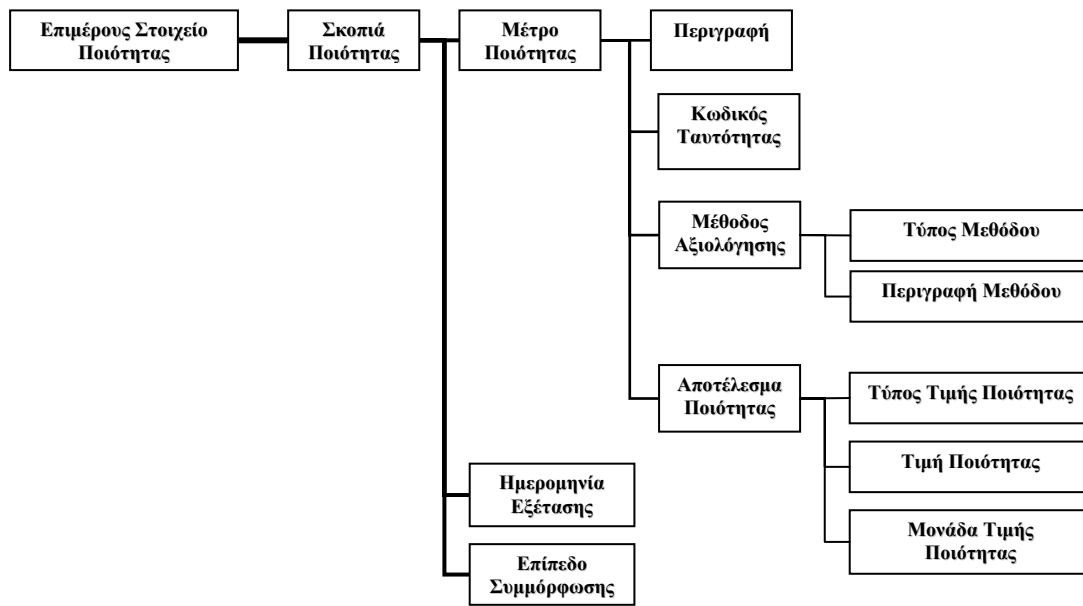 Επιμέρους Στοιχείο
Ποιότητας
Σκοπιά
Ποιότητας
Μέτρο
Ποιότητας
Περιγραφή
Κωδικός
Ταυτότητας
Μέθοδος
Αξιολόγησης
Τύπος Μεθόδου
Περιγραφή Μεθόδου
Αποτέλεσμα
Ποιότητας
Τύπος Τιμής Ποιότητας
Τιμή Ποιότητας
Μονάδα Τιμής
Ποιότητας
Ημερομηνία
Εξέτασης
Επίπεδο
Συμμόρφωσης